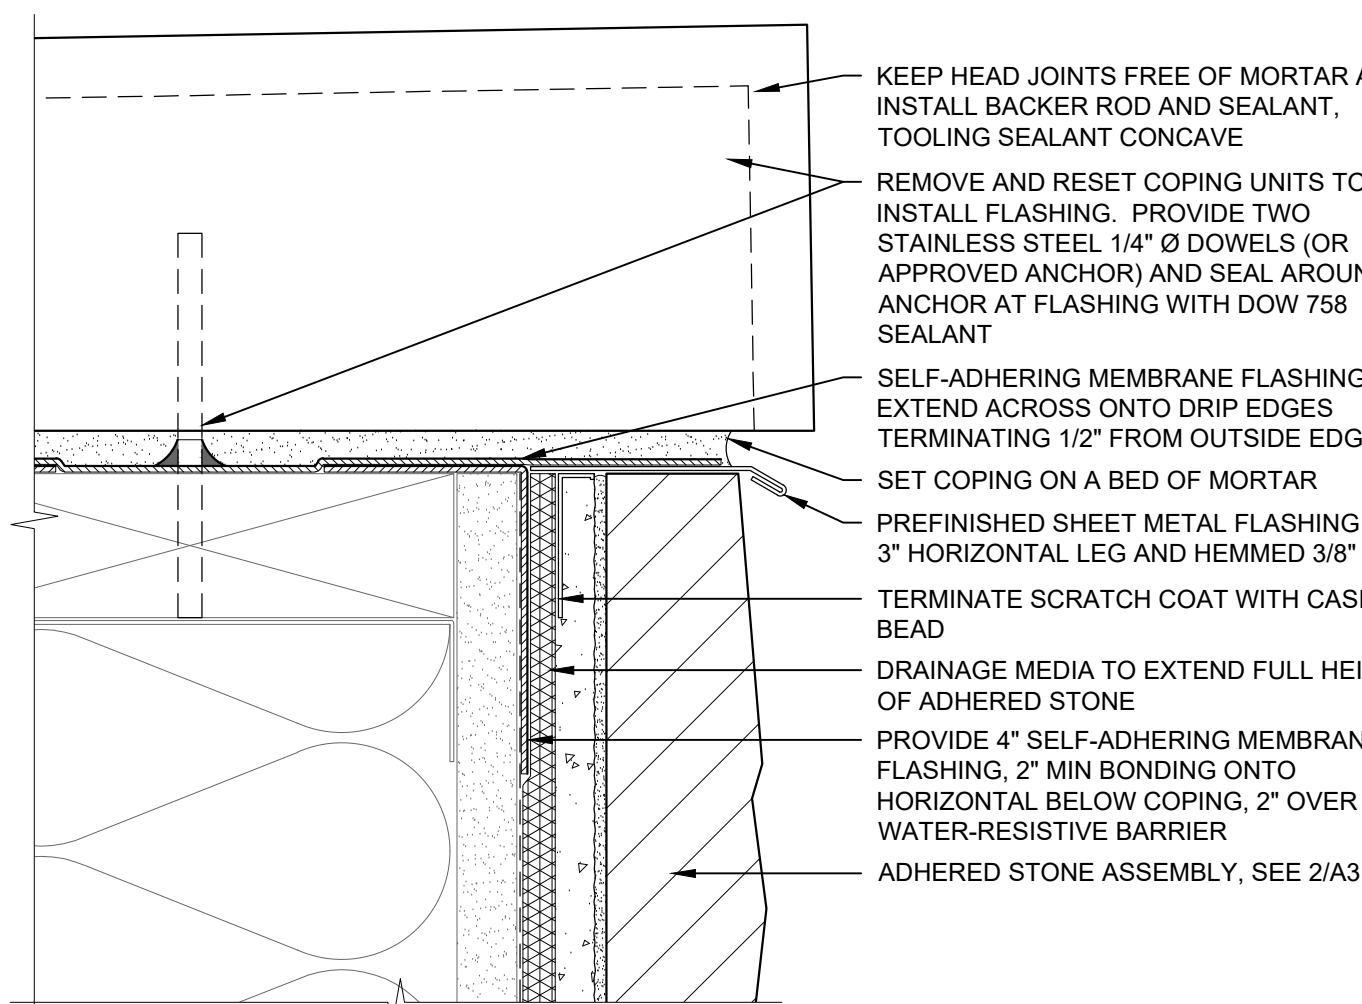 KEEP HEAD JOINTS FREE OF MORTAR
INSTALL BACKER ROD AND SEALANT,
TOOLING SEALANT CONCAVE
REMOVE AND RESET COPING UNITS TO
INSTALL FLASHING. PROVIDE TWO
STAINLESS STEEL 1/4" Ø DOWELS (OR
APPROVED ANCHOR) AND SEAL
ANCHOR AT FLASHING WITH DOW 758
SEALANT
SELF-ADHERING MEMBRANE FLASHING
EXTEND ACROSS ONTO DRIP EDGES
TERMINATING 1/2" FROM OUTSIDE
SET COPING ON A BED OF MORTAR
PREFINISHED SHEET METAL FLASHING
3" HORIZONTAL LEG AND HEMMED 3/8"
TERMINATE SCRATCH COAT WITH
BEAD
DRAINAGE MEDIA TO EXTEND FULL
OF ADHERED STONE
PROVIDE 4" SELF-ADHERING
FLASHING, 2" MIN BONDING ONTO
HORIZONTAL BELOW COPING, 2" OVER
WATER-RESISTIVE BARRIER
ADHERED STONE ASSEMBLY, SEE 2/A3